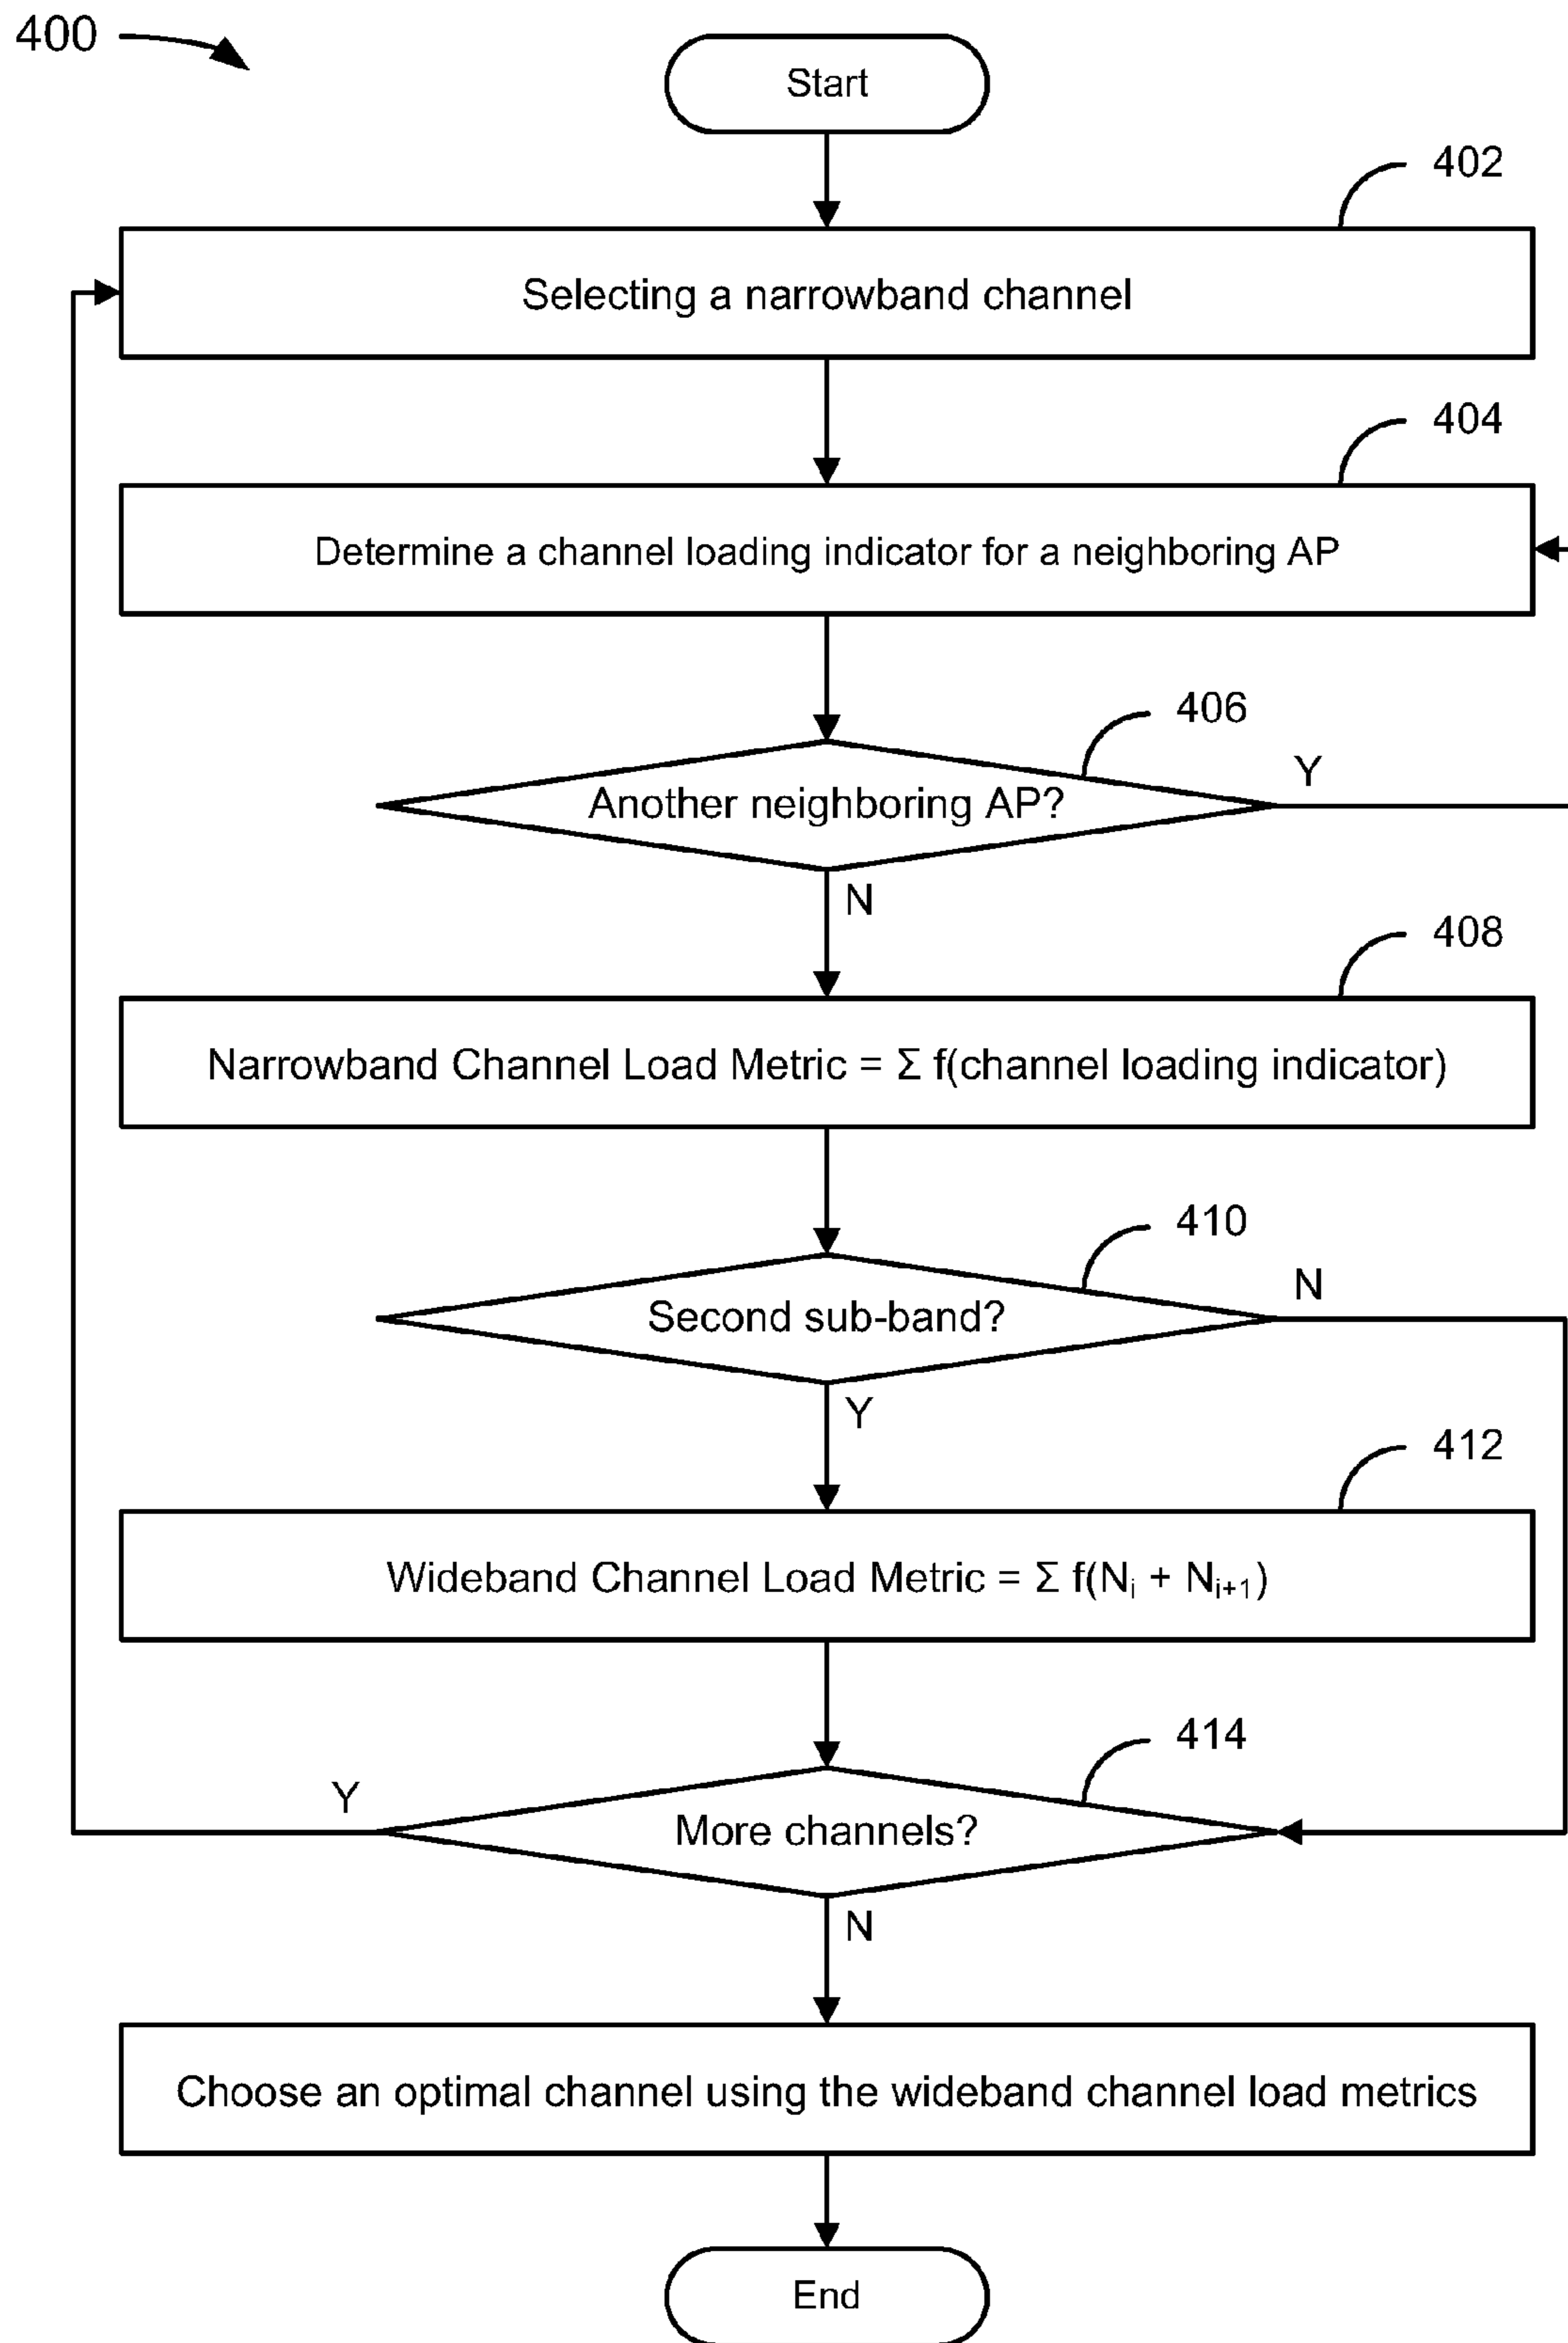 400
Start
402
Selecting a narrowband channel
404
Determine a channel loading indicator for a neighboring AP
406
Another neighboring AP?
Y
N
408
Narrowband Channel Load Metric = Σ f(channel loading indicator)
410
Second sub-band?
N
Y
412
Wideband Channel Load Metric = Σ f(Nᵢ + Nᵢ₊₁)
414
More channels?
Y
N
Choose an optimal channel using the wideband channel load metrics
End